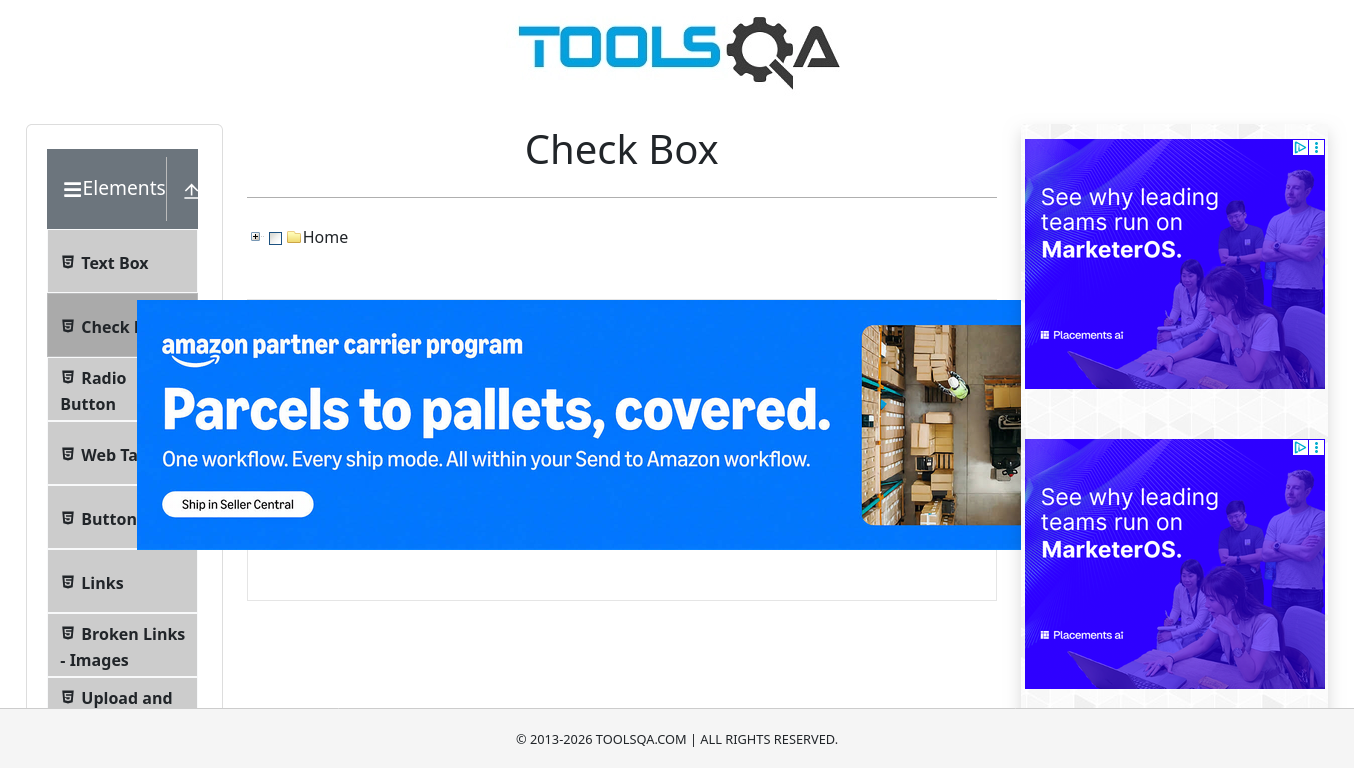 TOOLSQA
Check Box
Elements
Text Box
Check
Radio
Button
Web Ta
Button
Links
Broken Links
- Images
Upload and
Home
amazon partner carrier program
Parcels to pallets, covered.
One workflow. Every ship mode. All within your Send to Amazon workflow.
Ship in Seller Central
See why leading
teams run on
MarketerOS.
Placements ai
See why leading
teams run on
MarketerOS.
Placements ai
© 2013-2026 TOOLSQA.COM | ALL RIGHTS RESERVED.